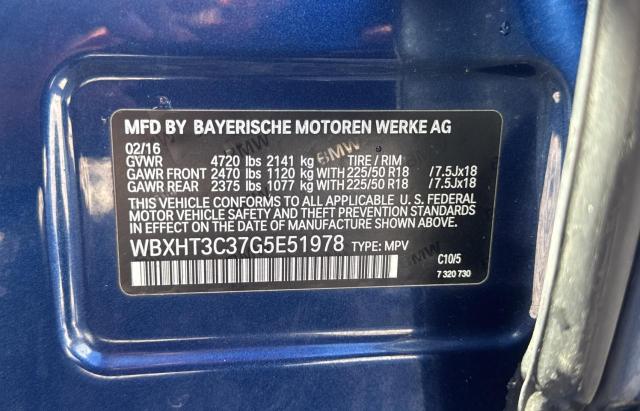 MFD BY BAYERISCHE MOTOREN WERKE AG
02/16
GVWR 4720 lbs 2141 kg TIRE / RIM
GAWR FRONT 2470 lbs 1120 kg WITH 225/50 R18 /7.5Jx18
GAWR REAR 2375 lbs 1077 kg WITH 225/50 R18 /7.5Jx18
THIS VEHICLE CONFORMS TO ALL APPLICABLE U. S. FEDERAL
MOTOR VEHICLE SAFETY AND THEFT PREVENTION STANDARDS
IN EFFECT ON THE DATE OF MANUFACTURE SHOWN ABOVE.
WBXHT3C37G5E51978 TYPE: MPV
C10/5
7 320 730